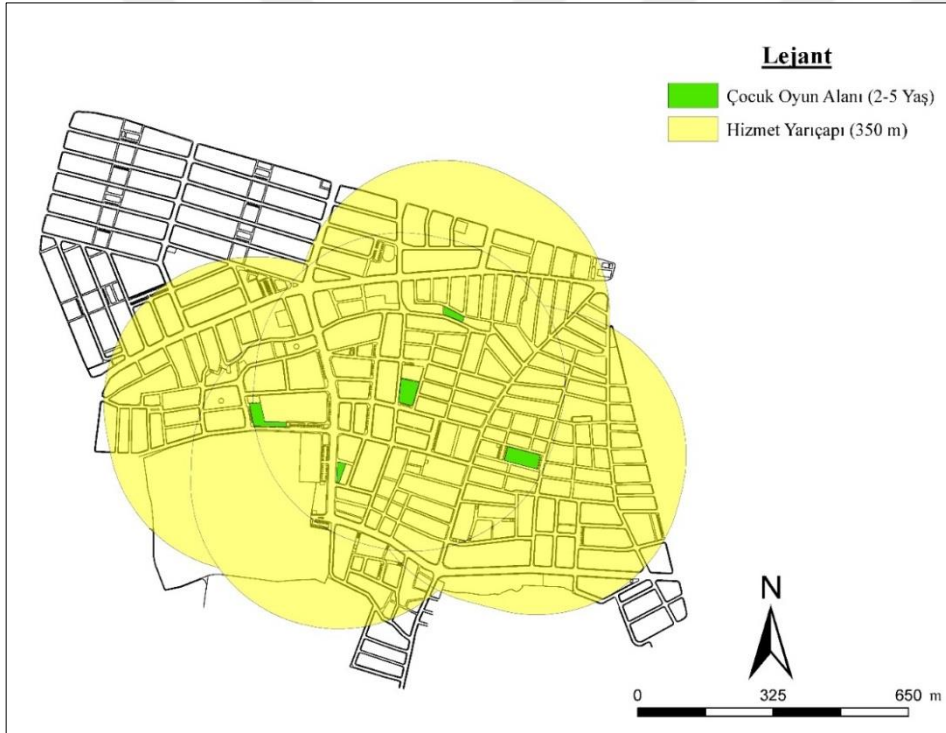 Lejant
Çocuk Oyun Alanı (2-5 Yaş)
Hizmet Yarıçapı (350 m)
N
0 325 650 m